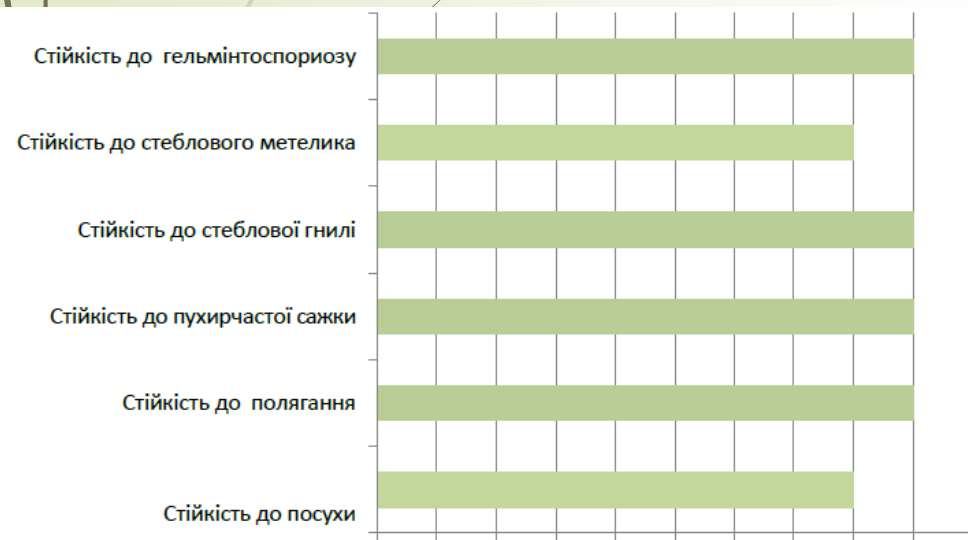 Стійкість до гельмінтоспориозу
Стійкість до стеблового метелика
Стійкість до стеблової гнилі
Стійкість до пухирчастої сажки
Стійкість до полягання
Стійкість до посухи